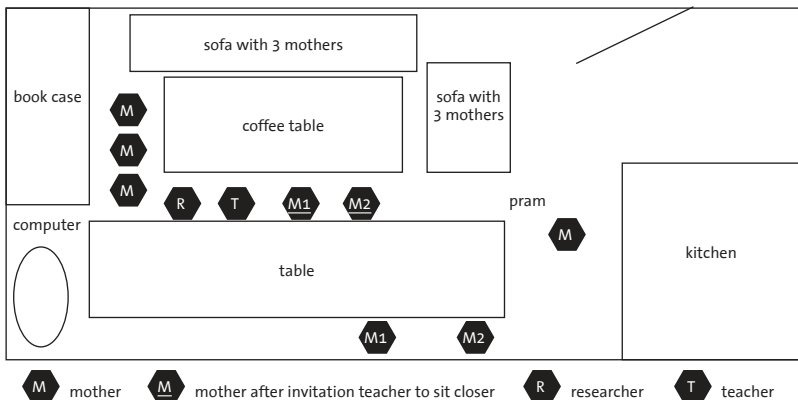 sofa with 3 mothers
book case
sofa with
3 mothers
M
coffee table
M
M
R T M1 M2
pram
computer
M
kitchen
table
M1 M2
M mother M mother after invitation teacher to sit closer R researcher T teacher